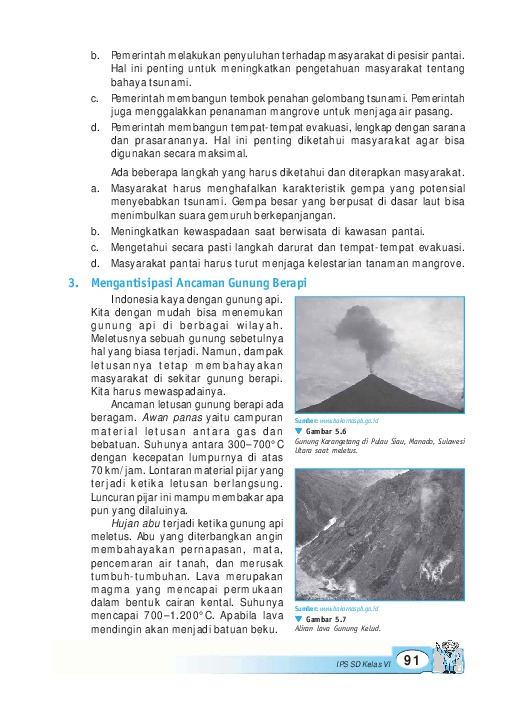 b. Pemerintah melakukan penyuluhan terhadap masyarakat di pesisir pantai.
Hal ini penting untuk meningkatkan pengetahuan masyarakat tentang
bahaya tsunami.
c. Pemerintah membangun tembok penahan gelombang tsunami. Pemerintah
juga menggalakkan penanaman mangrove untuk menjaga air pasang.
d. Pemerintah membangun tempat-tempat evakuasi, lengkap dengan sarana
dan prasarananya. Hal ini penting diketahui masyarakat agar bisa
digunakan secara maksimal.
Ada beberapa langkah yang harus diketahui dan diterapkan masyarakat.
a. Masyarakat harus menghafalkan karakteristik gempa yang potensial
menyebabkan tsunami. Gempa besar yang berpusat di dasar laut bisa
menimbulkan suara gemuruh berkepanjangan.
b. Meningkatkan kewaspadaan saat berwisata di kawasan pantai.
c. Mengetahui secara pasti langkah darurat dan tempat-tempat evakuasi.
d. Masyarakat pantai harus turut menjaga kelestarian tanaman mangrove.
3. Mengantisipasi Ancaman Gunung Berapi
Indonesia kaya dengan gunung api.
Kita dengan mudah bisa menemukan
gunung api di berbagai wilayah.
Meletusnya sebuah gunung sebetulnya
hal yang biasa terjadi. Namun, dampak
letusannya tetap membahayakan
masyarakat di sekitar gunung berapi.
Kita harus mewaspadainya.
Ancaman letusan gunung berapi ada
beragam. Awan panas yaitu campuran
material letusan antara gas dan
bebatuan. Suhunya antara 300–700°C
dengan kecepatan lumpurnya di atas
70 km/jam. Lontaran material pijar yang
terjadi ketika letusan berlangsung.
Luncuran pijar ini mampu membakar apa
pun yang dilaluinya.
Hujan abu terjadi ketika gunung api
meletus. Abu yang diterbangkan angin
membahayakan pernapasan, mata,
pencemaran air tanah, dan merusak
tumbuh-tumbuhan. Lava merupakan
magma yang mencapai permukaan
dalam bentuk cairan kental. Suhunya
mencapai 700–1.200°C. Apabila lava
mendingin akan menjadi batuan beku.
Sumber: www.bakornaspb.go.id
▼ Gambar 5.6
Gunung Karangetang di Pulau Siau, Manado, Sulawesi
Utara saat meletus.
Sumber: www.bakornaspb.go.id
▼ Gambar 5.7
Aliran lava Gunung Kelud.
IPS SD Kelas VI 91